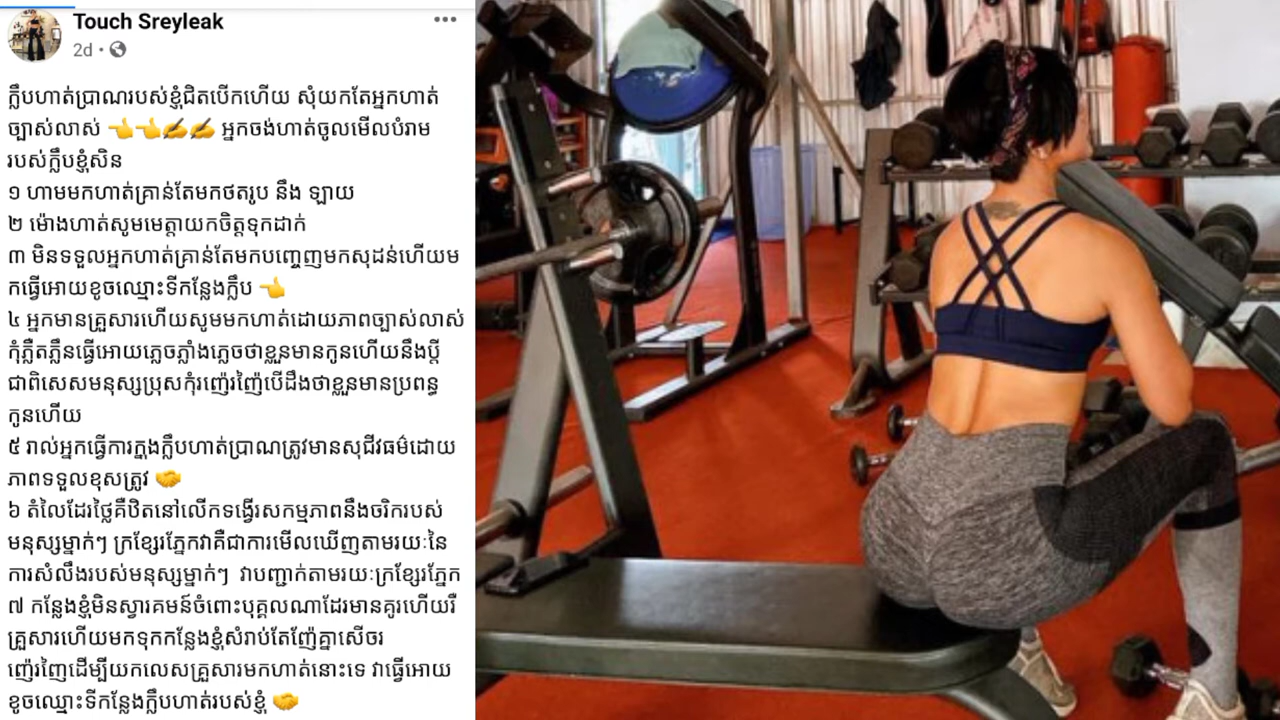 Touch Sreyleak
2d
ក្លឹបហាត់ប្រាណរបស់ខ្ញុំជិតបើកហើយ សុំយកតែអ្នកហាត់
ច្បាស់លាស់ 👈👈✍️✍️ អ្នកចង់ហាត់ចូលមើលបំរាម
របស់ក្លឹបខ្ញុំសិន
១ ហាមមកហាត់គ្រាន់តែមកថតរូប នឹង ឡាយ
២ ម៉ោងហាត់សូមមេត្តាយកចិត្តទុកដាក់
៣ មិនទទួលអ្នកហាត់គ្រាន់តែមកបញ្ចេញមកសុដន់ហើយម
កធ្វើអោយខូចឈ្មោះទីកន្លែងក្លឹប 👈
៤ អ្នកមានគ្រួសារហើយសូមមកហាត់ដោយភាពច្បាស់លាស់
កុំភ្លឺតភ្លឺនធ្វើអោយភ្លេចភ្លាំងភ្លេចថាខ្លួនមានកូនហើយនឹងប្តី
ជាពិសេសមនុស្សប្រុសកុំរញ៉េរញ៉ៃបើដឹងថាខ្លួនមានប្រពន្ធ
កូនហើយ
៥ រាល់អ្នកធ្វើការក្នុងក្លឹបហាត់ប្រាណត្រូវមានសុជីវធម៌ដោយ
ភាពទទួលខុសត្រូវ 🤝
៦ តំលៃដែរថ្លៃគឺឋិតនៅលើកទង្វើរសកម្មភាពនឹងចរិករបស់
មនុស្សម្នាក់ៗ ក្រខ្សែរភ្នែកវាគឺជាការមើលឃើញតាមរយៈនៃ
ការសំលឹងរបស់មនុស្សម្នាក់ៗ វាបញ្ជាក់តាមរយៈក្រខ្សែរភ្នែក
៧ កន្លែងខ្ញុំមិនស្វារគមន៍ចំពោះបុគ្គលណាដែរមានគូរហើយរឺ
គ្រួសារហើយមកទុកកន្លែងខ្ញុំសំរាប់តែញ៉ែគ្នាសើចរ
ញ៉េរញៃដើម្បីយកលេសគ្រួសារមកហាត់នោះទេ វាធ្វើអោយ
ខូចឈ្មោះទីកន្លែងក្លឹបហាត់របស់ខ្ញុំ 🤝